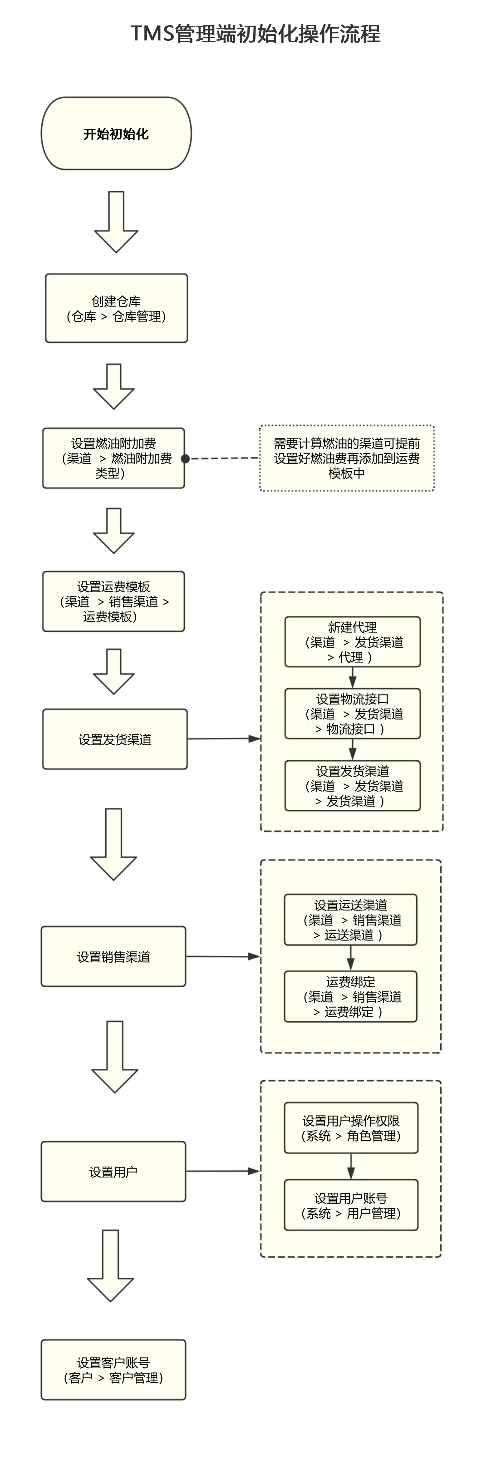 TMS管理端初始化操作流程
开始初始化
创建仓库
（仓库 > 仓库管理）
设置燃油附加费
（渠道 > 燃油附加费
类型）
需要计算燃油的渠道可提前
设置好燃油费再添加到运费
模板中
设置运费模板
（渠道 > 销售渠道 >
运费模板）
设置发货渠道
新建代理
（渠道 > 发货渠道
> 代理 ）
设置物流接口
（渠道 > 发货渠道
> 物流接口 ）
设置发货渠道
（渠道 > 发货渠道
> 发货渠道 ）
设置销售渠道
设置运送渠道
（渠道 > 销售渠道
> 运送渠道 ）
运费绑定
（渠道 > 销售渠道
> 运费绑定 ）
设置用户
设置用户操作权限
（系统 > 角色管理）
设置用户账号
（系统 > 用户管理）
设置客户账号
（客户 > 客户管理）